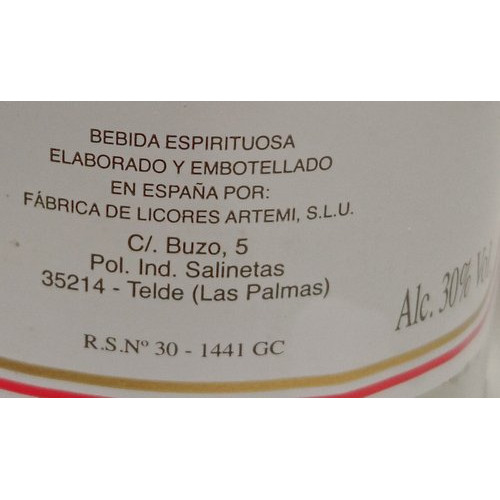 BEBIDA ESPIRITUOSA
ELABORADO Y EMBOTELLADO
EN ESPAÑA POR:
FÁBRICA DE LICORES ARTEMI, S.L.U.
C/. Buzo, 5
Pol. Ind. Salinetas
35214 - Telde (Las Palmas)
R.S.Nº 30 - 1441 GC
Alc. 30% Vol